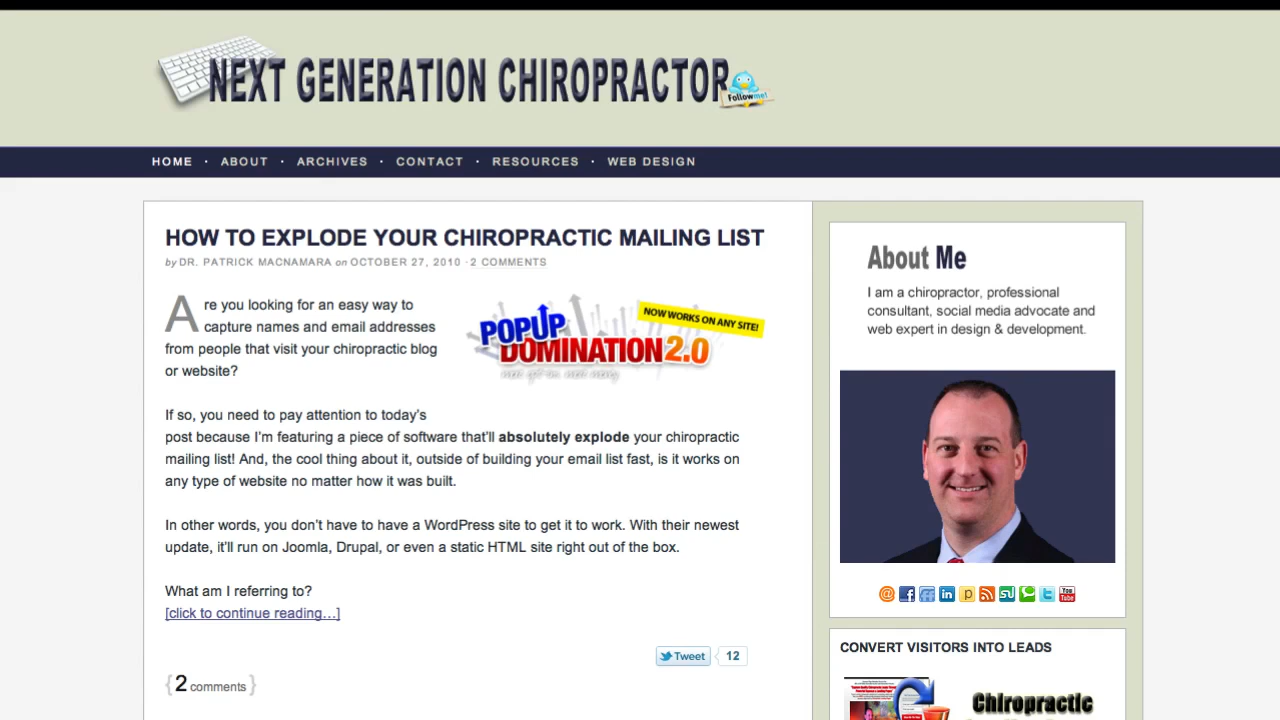 NEXT GENERATION CHIROPRACTOR
Follow me!
HOME · ABOUT · ARCHIVES · CONTACT · RESOURCES · WEB DESIGN
HOW TO EXPLODE YOUR CHIROPRACTIC MAILING LIST
by DR. PATRICK MACNAMARA on OCTOBER 27, 2010 · 2 COMMENTS
Are you looking for an easy way to
capture names and email addresses
from people that visit your chiropractic blog
or website?
POPUP
DOMINATION 2.0
NOW WORKS ON ANY SITE!
If so, you need to pay attention to today’s
post because I’m featuring a piece of software that’ll absolutely explode your chiropractic
mailing list! And, the cool thing about it, outside of building your email list fast, is it works on
any type of website no matter how it was built.
In other words, you don’t have to have a WordPress site to get it to work. With their newest
update, it’ll run on Joomla, Drupal, or even a static HTML site right out of the box.
What am I referring to?
[click to continue reading…]
Tweet 12
{2 comments}
About Me
I am a chiropractor, professional
consultant, social media advocate and
web expert in design & development.
You Tube
CONVERT VISITORS INTO LEADS
Chiropractic